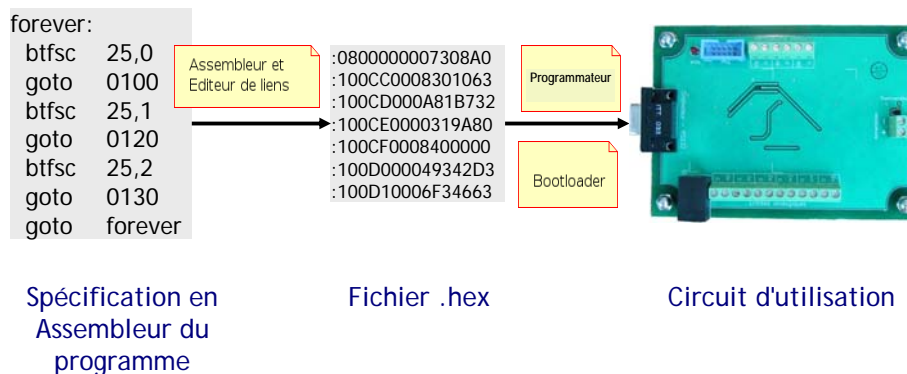 forever:
btfsc 25,0
goto 0100
btfsc 25,1
goto 0120
btfsc 25,2
goto 0130
goto forever
Assembleur et
Editeur de liens
:0800000007308A0
:100CC0008301063
:100CD000A81B732
:100CE0000319A80
:100CF0008400000
:100D000049342D3
:100D10006F34663
Programmateur
Bootloader
Spécification en
Assembleur du
programme
Fichier .hex
Circuit d'utilisation